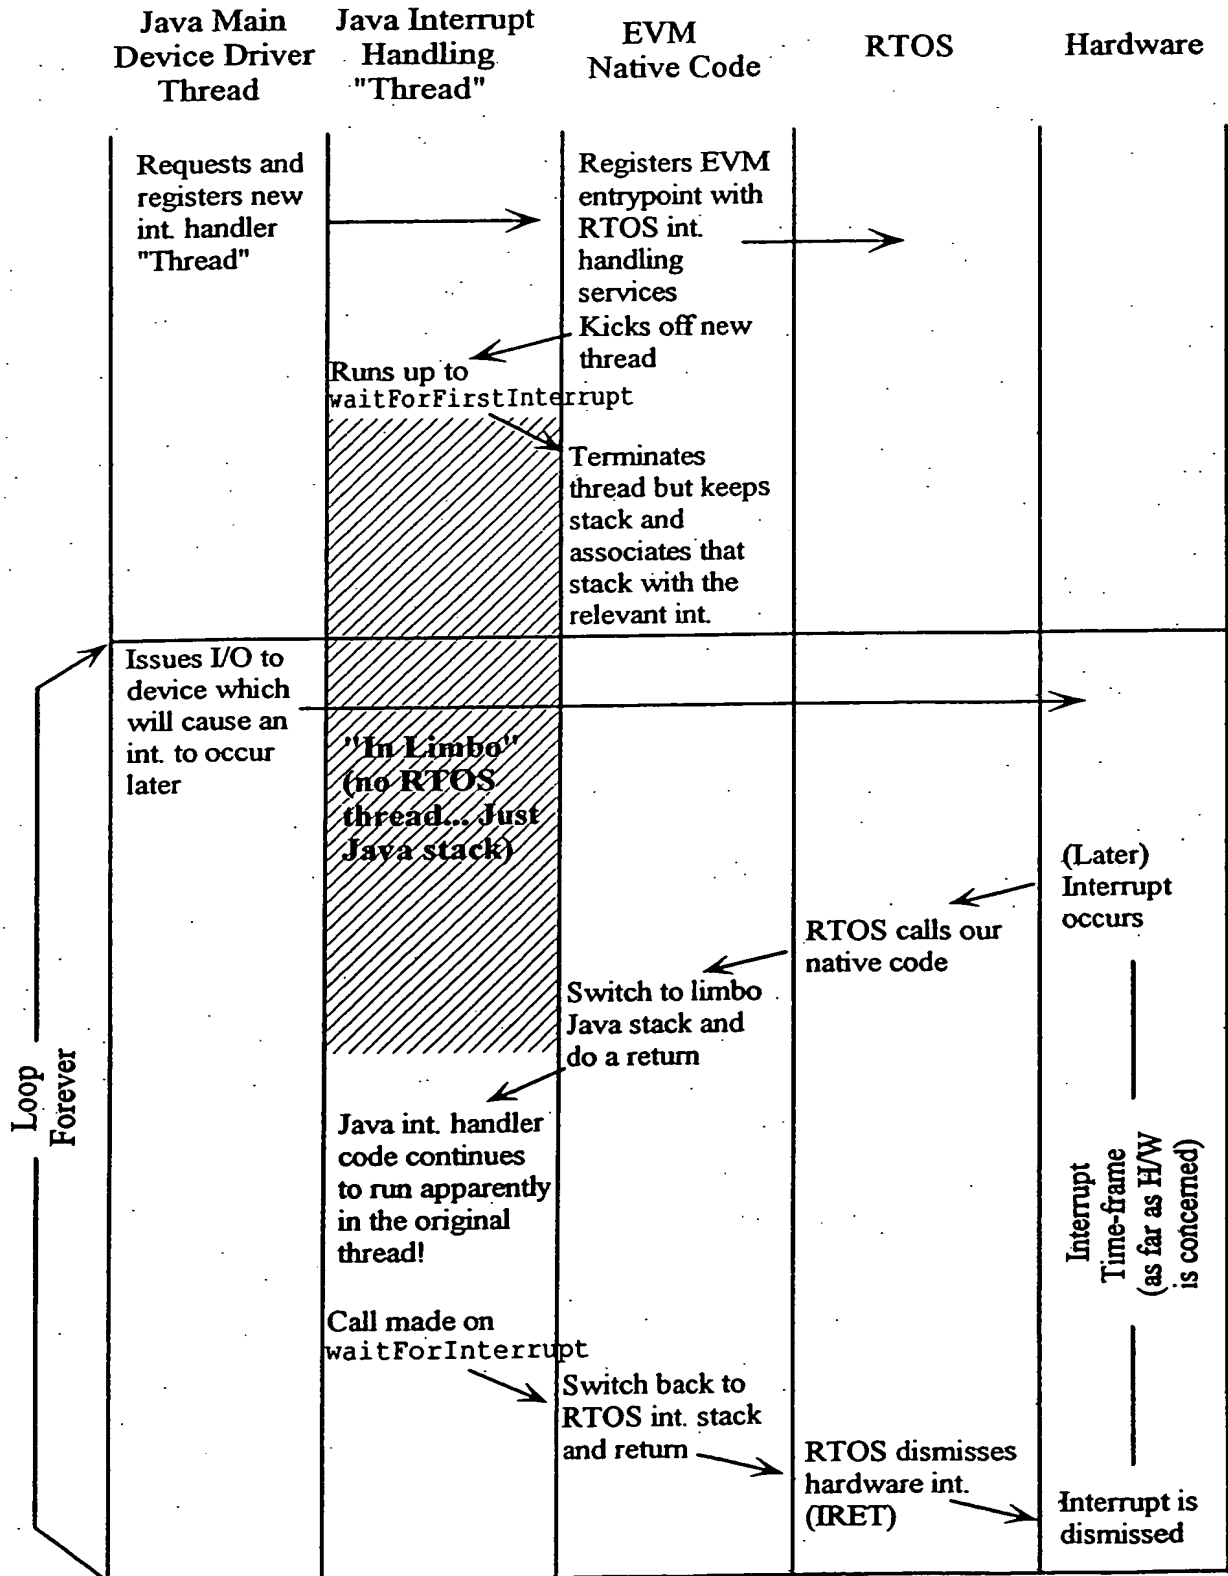 Java Main
Device Driver
Thread
Java Interrupt
Handling
"Thread"
EVM
Native Code
RTOS
Hardware
Requests and
registers new
int. handler
"Thread"
Registers EVM
entrypoint with
RTOS int.
handling
services
Kicks off new
thread
Runs up to
waitForFirstInterrupt
Terminates
thread but keeps
stack and
associates that
stack with the
relevant int.
Issues I/O to
device which
will cause an
int. to occur
later
"In Limbo"
(no RTOS
thread... Just
Java stack)
(Later)
Interrupt
occurs
RTOS calls our
native code
Switch to limbo
Java stack and
do a return
Java int. handler
code continues
to run apparently
in the original
thread!
Call made on
waitForInterrupt
Switch back to
RTOS int. stack
and return
RTOS dismisses
hardware int.
(IRET)
Interrupt is
dismissed
Loop
Forever
Interrupt
Time-frame
(as far as H/W
is concerned)